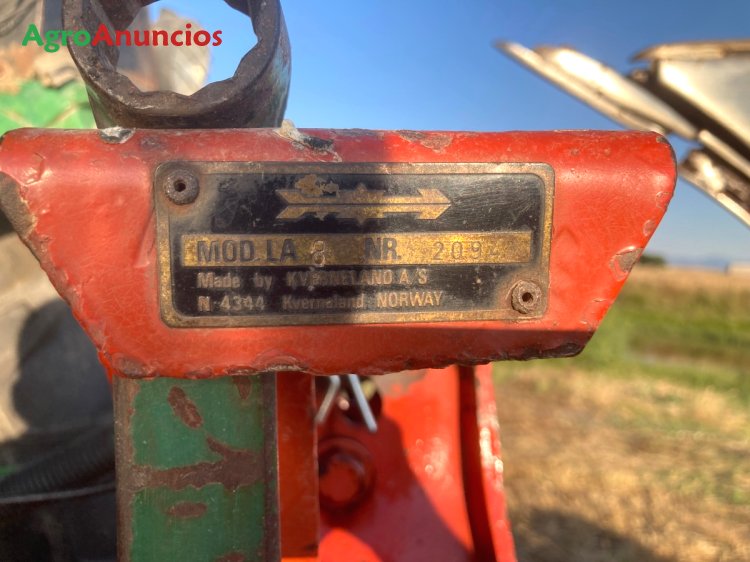 AgroAnuncios
MOD. LA 8 NR. 209
Made by KVERNELAND A/S
N-4344 Kverneland NORWAY